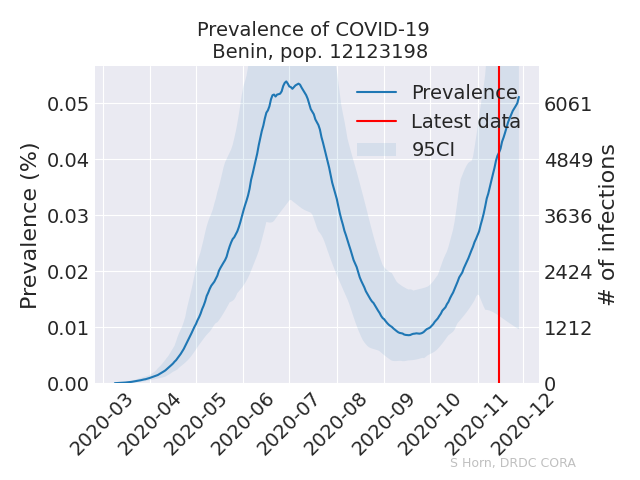 Prevalence of COVID-19
Benin, pop. 12123198
Prevalence
Latest data
95CI
Prevalence (%)
0.05
0.04
0.03
0.02
0.01
0.00
6061
4849
3636
2424
1212
0
# of infections
2020-03
2020-04
2020-05
2020-06
2020-07
2020-08
2020-09
2020-10
2020-11
2020-12
S Horn, DRDC CORA